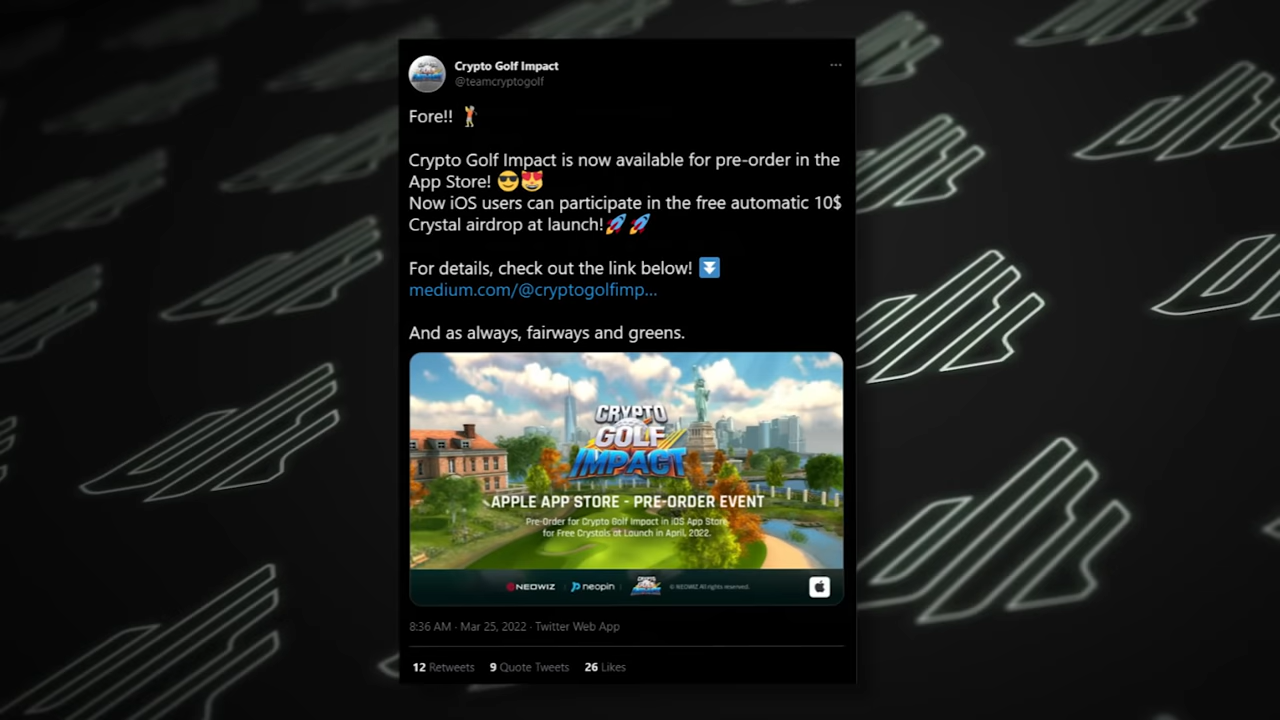 Crypto Golf Impact
@teamcryptogolf
Fore!! 🏌️
Crypto Golf Impact is now available for pre-order in the
App Store! 😎😻
Now iOS users can participate in the free automatic 10$
Crystal airdrop at launch!🚀🚀
For details, check out the link below! ⏬
medium.com/@cryptogolfimp...
And as always, fairways and greens.
CRYPTO
GOLF
IMPACT
APPLE APP STORE - PRE-ORDER EVENT
Pre-Order for Crypto Golf Impact in iOS App Store
for Free Crystals at Launch in April, 2022.
NEOWIZ neopin CRYPTO GOLF IMPACT © NEOWIZ All rights reserved.
8:36 AM · Mar 25, 2022 · Twitter Web App
12 Retweets 9 Quote Tweets 26 Likes